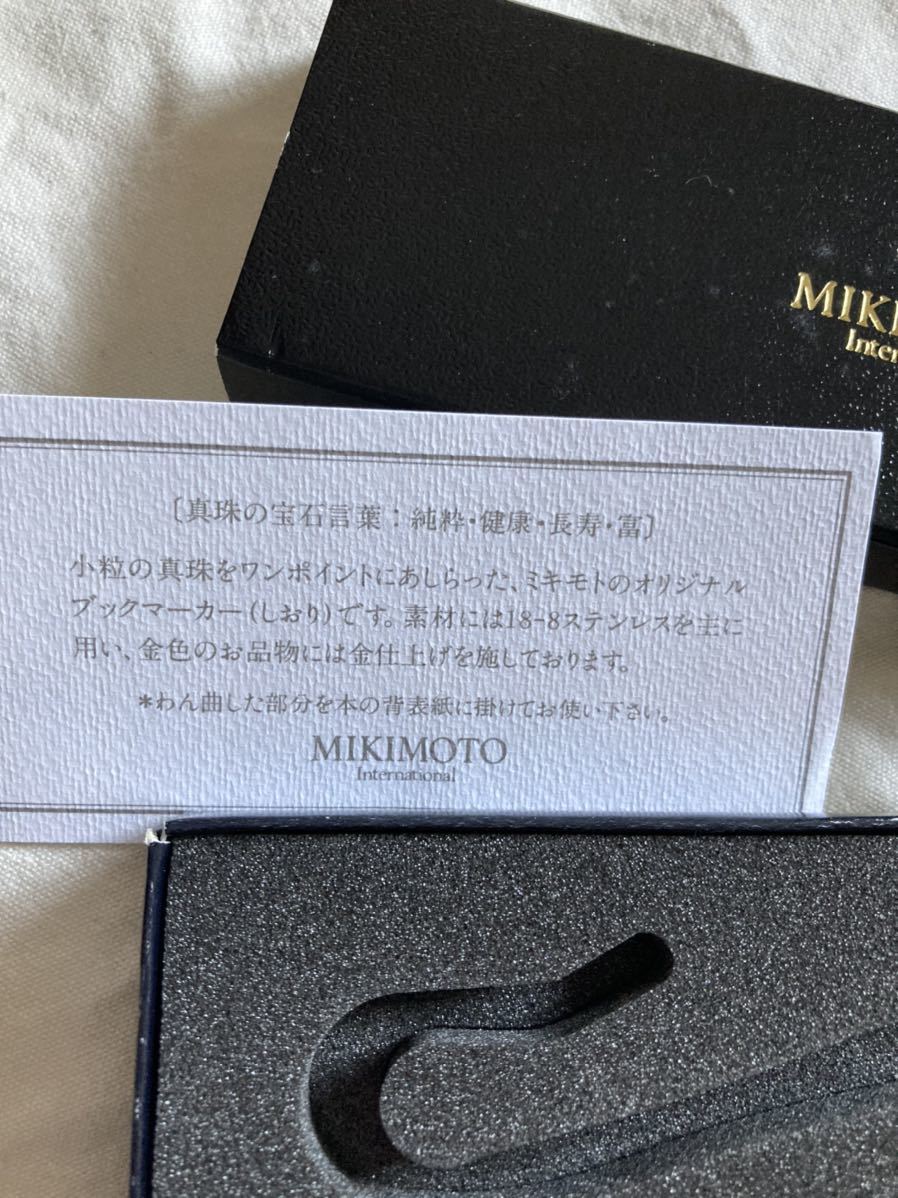 MIKI
Inter
〔真珠の宝石言葉：純粋・健康・長寿・富〕
小粒の真珠をワンポイントにあしらった、ミキモトのオリジナル
ブックマーカー(しおり)です。素材には18-8ステンレスを主に
用い、金色のお品物には金仕上げを施しております。
*わん曲した部分を本の背表紙に掛けてお使い下さい。
MIKIMOTO
International